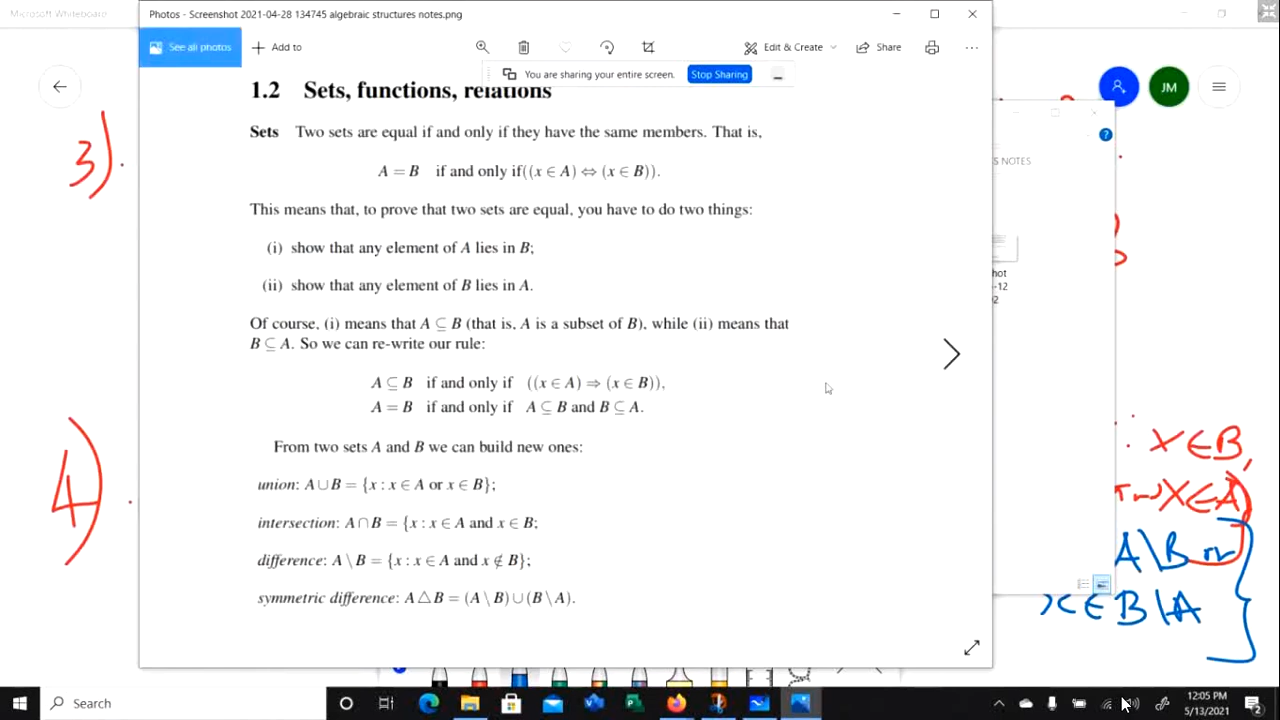 Microsoft Whiteboard
Photos - Screenshot 2021-04-28 134745 algebraic structures notes.png
See all photos
Add to
Edit & Create
Share
You are sharing your entire screen.
Stop Sharing
JM
1.2 Sets, functions, relations
3).
Sets Two sets are equal if and only if they have the same members. That is,
A = B if and only if((x ∈ A) ⇔ (x ∈ B)).
S NOTES
This means that, to prove that two sets are equal, you have to do two things:
(i) show that any element of A lies in B;
hot
-12
2
(ii) show that any element of B lies in A.
Of course, (i) means that A ⊆ B (that is, A is a subset of B), while (ii) means that
B ⊆ A. So we can re-write our rule:
A ⊆ B if and only if ((x ∈ A) ⇒ (x ∈ B)),
A = B if and only if A ⊆ B and B ⊆ A.
From two sets A and B we can build new ones:
x∈B,
4)
union: A∪B = {x : x ∈ A or x ∈ B};
x∈A)
intersection: A∩B = {x : x ∈ A and x ∈ B;
difference: A \ B = {x : x ∈ A and x ∉ B};
A\B or
symmetric difference: A△B = (A \ B)∪(B \ A).
x∈B\A
Search
12:05 PM
5/13/2021
2